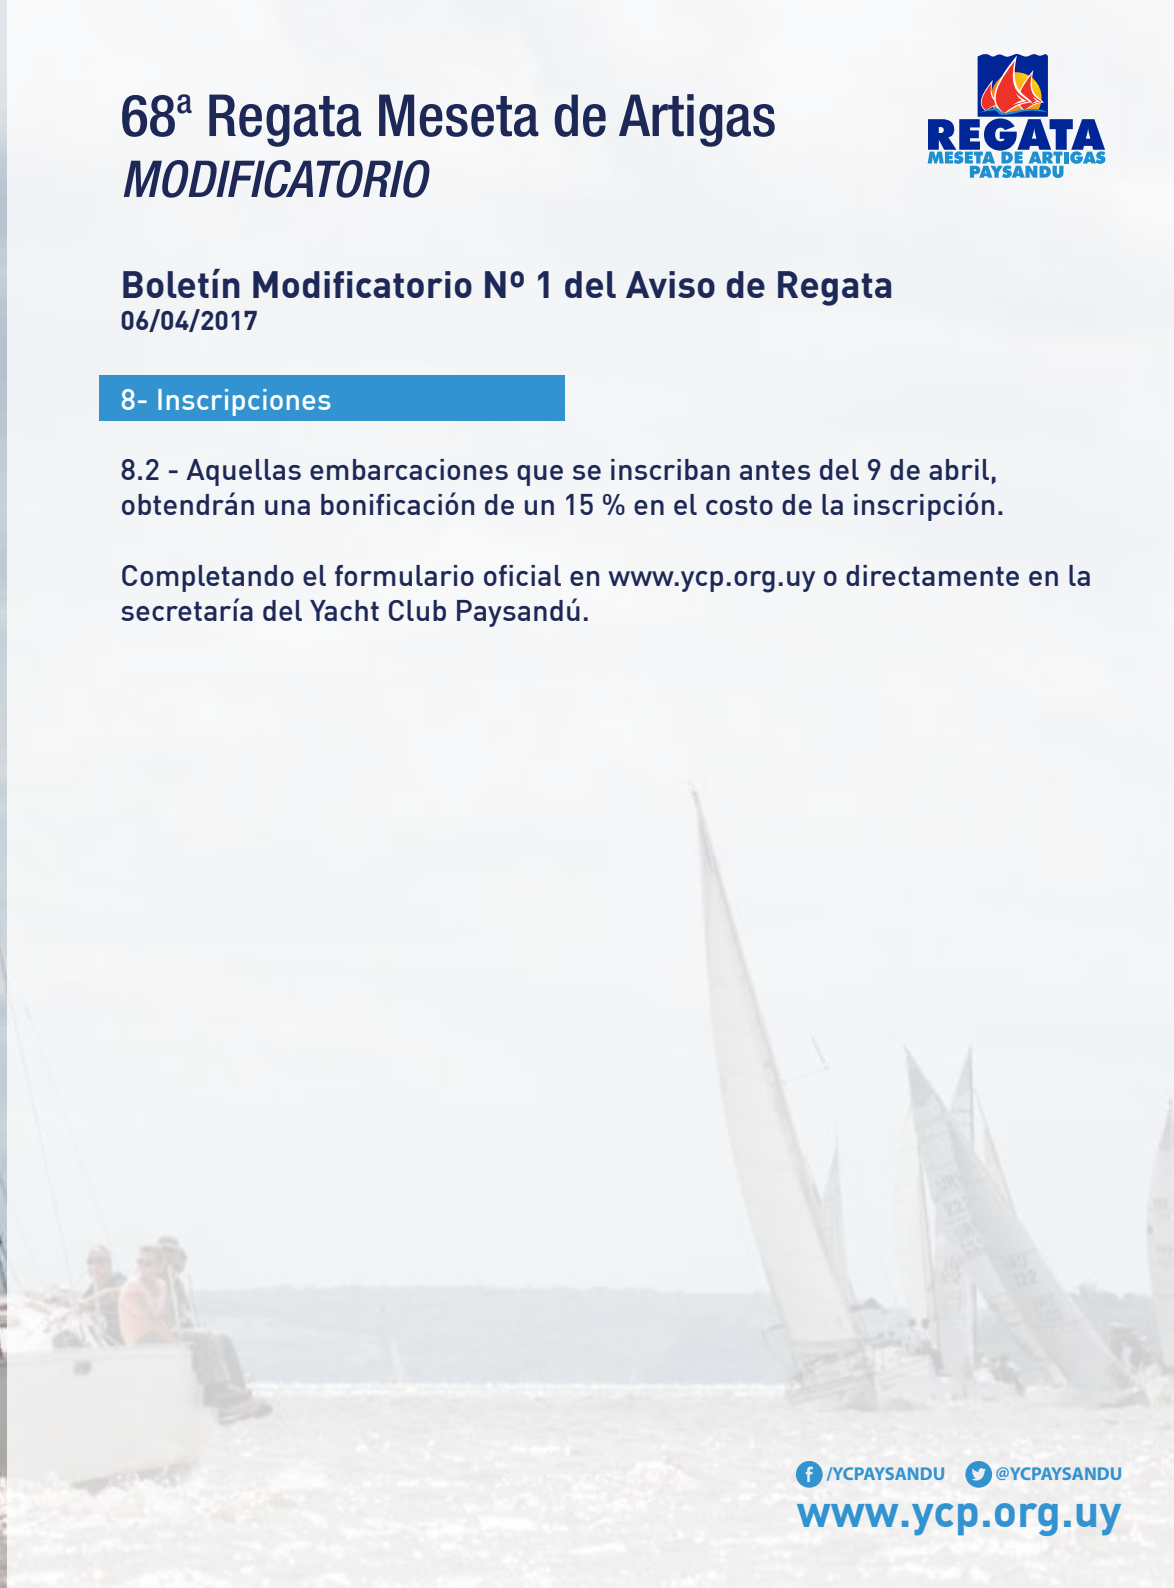 68ª Regata Meseta de Artigas
MODIFICATORIO
REGATA
MESETA DE ARTIGAS
PAYSANDU
Boletín Modificatorio Nº 1 del Aviso de Regata
06/04/2017
8- Inscripciones
8.2 - Aquellas embarcaciones que se inscriban antes del 9 de abril,
obtendrán una bonificación de un 15 % en el costo de la inscripción.
Completando el formulario oficial en www.ycp.org.uy o directamente en la
secretaría del Yacht Club Paysandú.
/YCPAYSANDU @YCPAYSANDU
www.ycp.org.uy